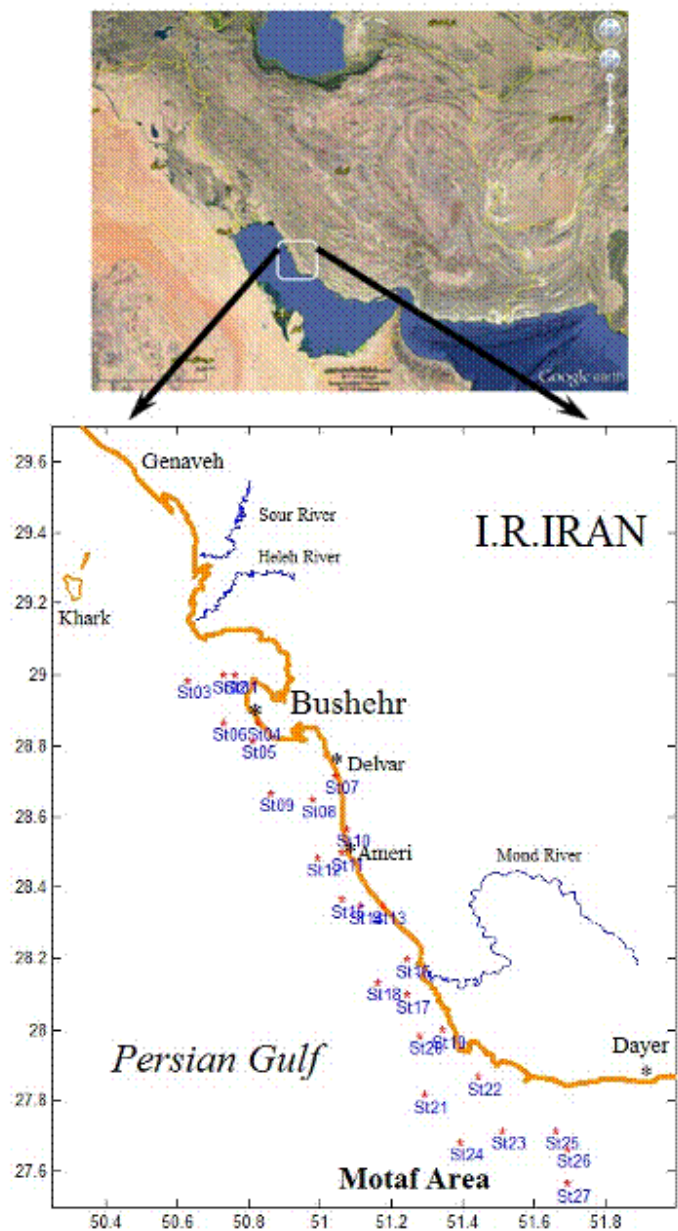 Google earth
29.6
Genaveh
Sour River
I.R.IRAN
29.4
Heleh River
29.2
Khark
29
St03
St01
Bushehr
28.8
St06
St04
St05
Delvar
St07
28.6
St09
St08
St10
Ameri
St12
St11
Mond River
28.4
St15
St14
St13
28.2
St16
St18
St17
28
St20
St19
Persian Gulf
Dayer
27.8
St21
St22
St24
St23
St25
St26
27.6
Motaf Area
St27
50.4 50.6 50.8 51 51.2 51.4 51.6 51.8